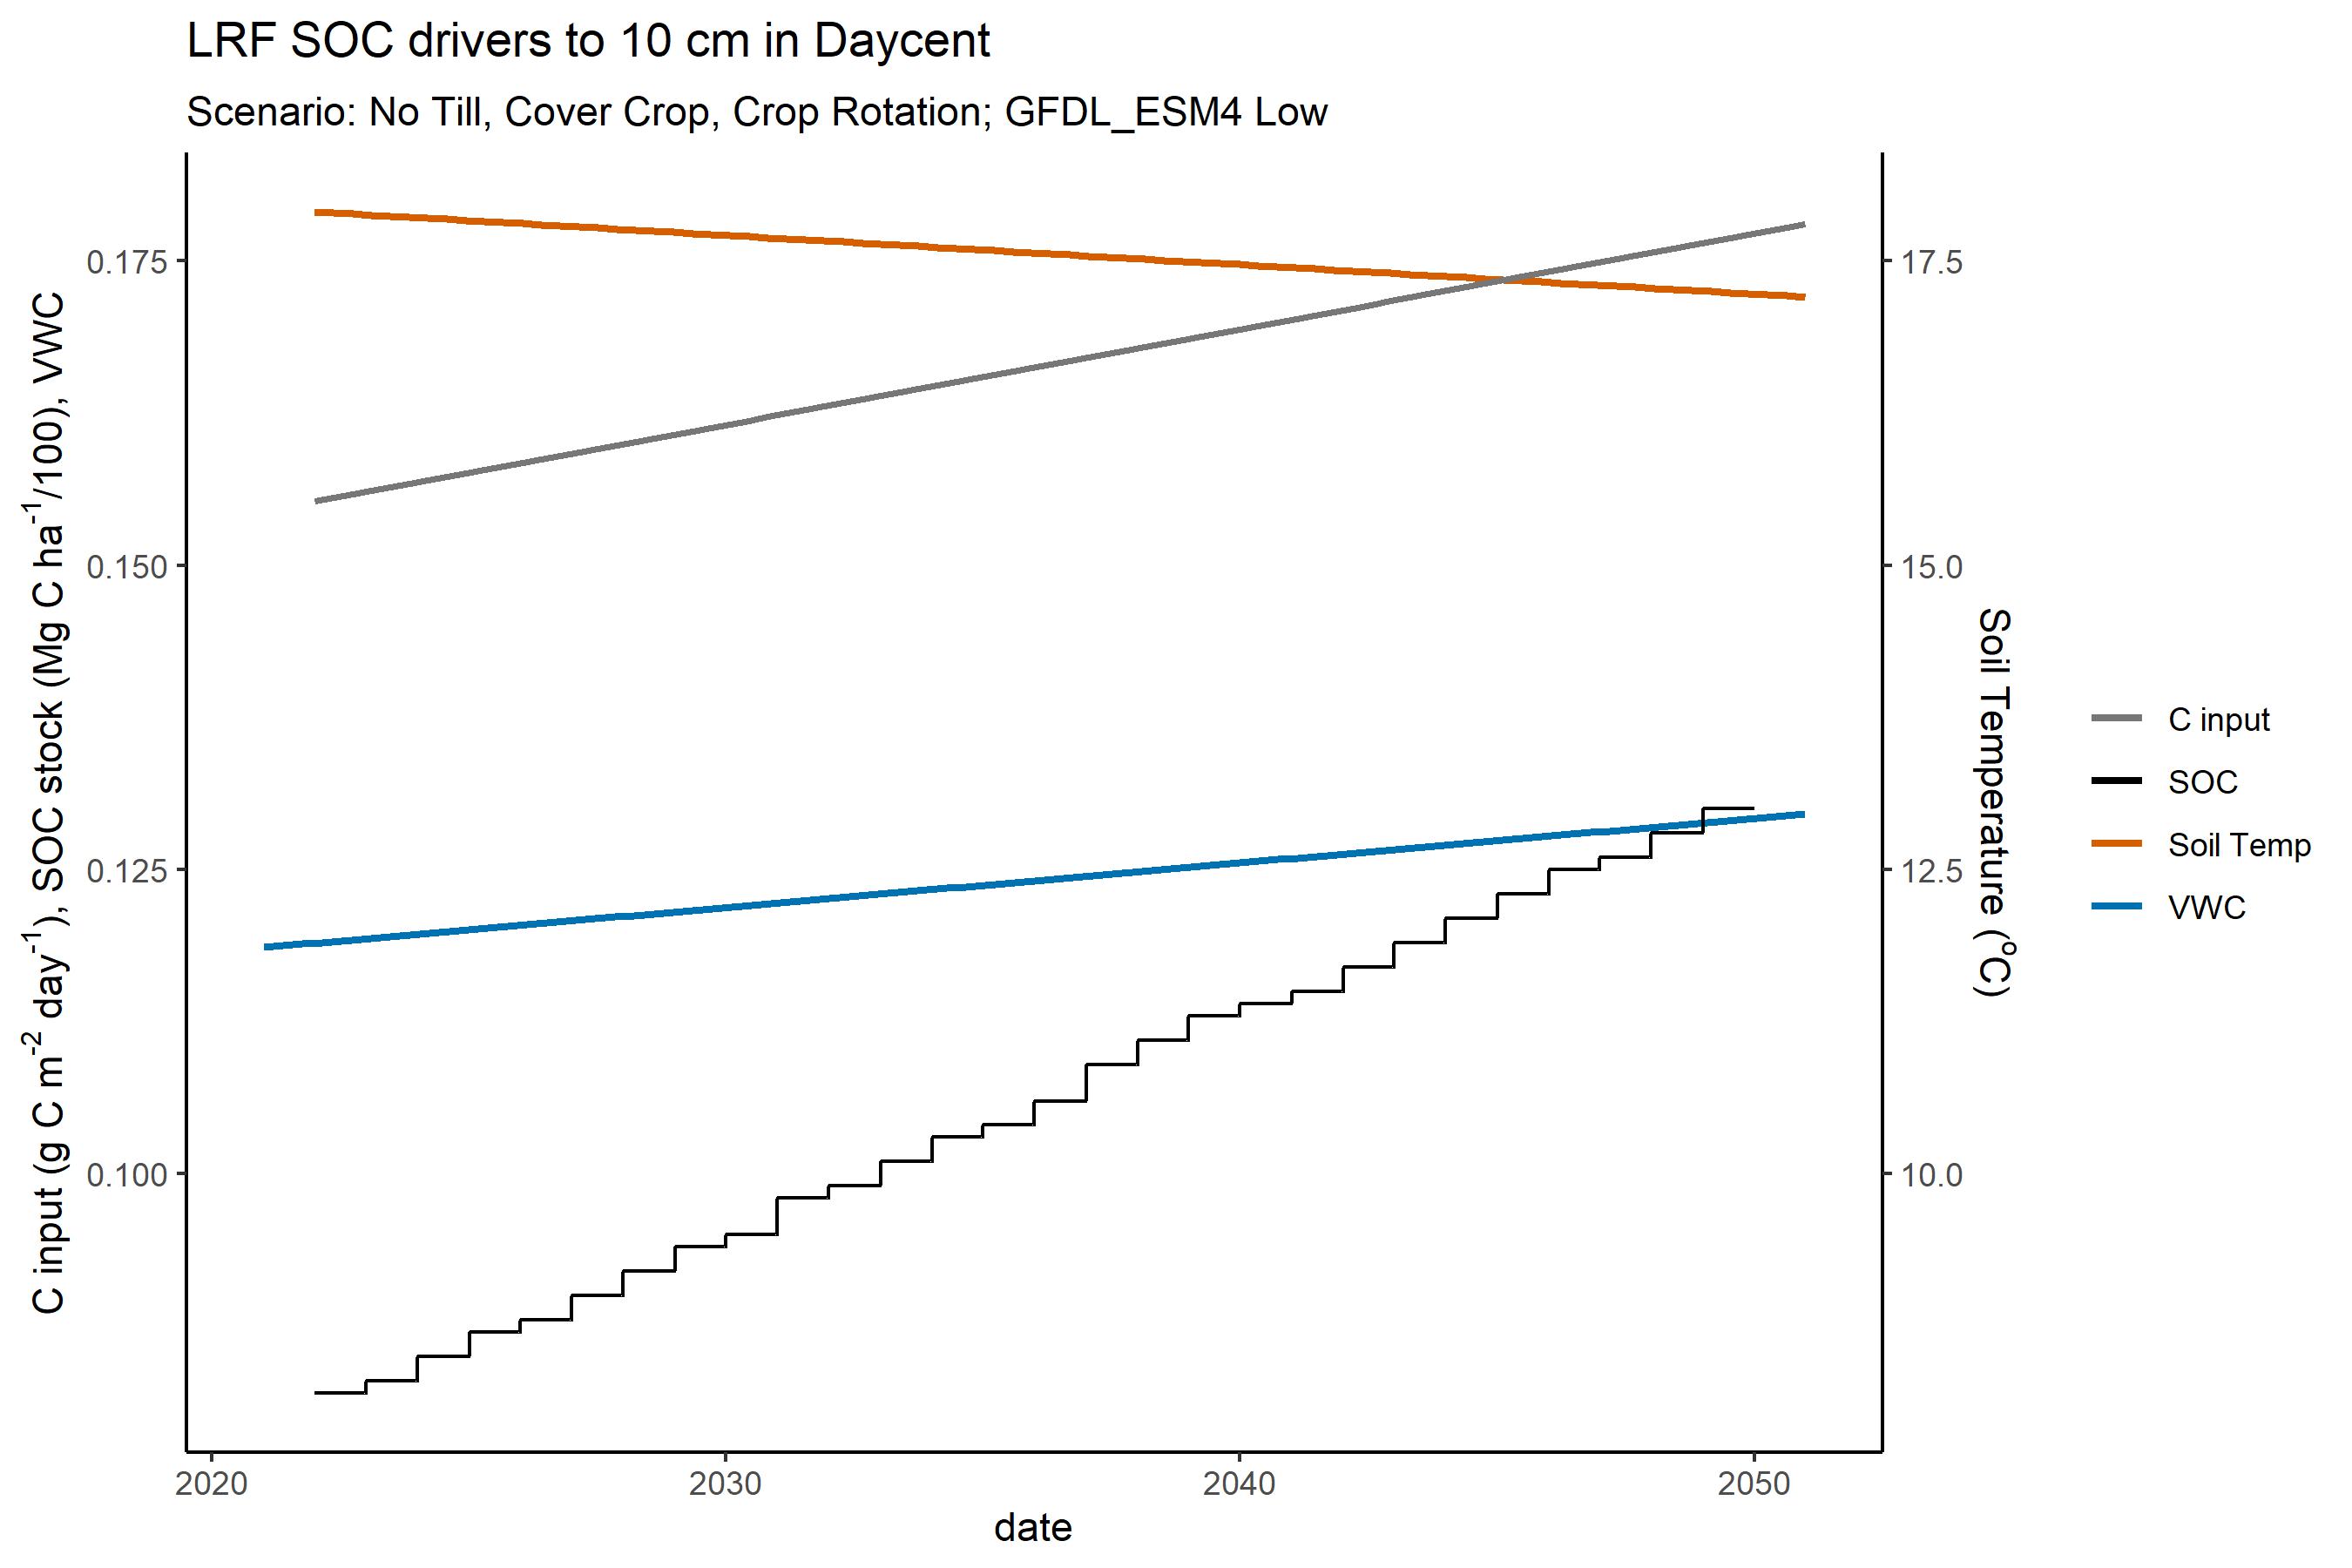 LRF SOC drivers to 10 cm in Daycent
Scenario: No Till, Cover Crop, Crop Rotation; GFDL_ESM4 Low
C input (g C m⁻² day⁻¹), SOC stock (Mg C ha⁻¹/100), VWC
0.175
0.150
0.125
0.100
17.5
15.0
12.5
10.0
Soil Temperature (°C)
C input
SOC
Soil Temp
VWC
2020
2030
2040
2050
date